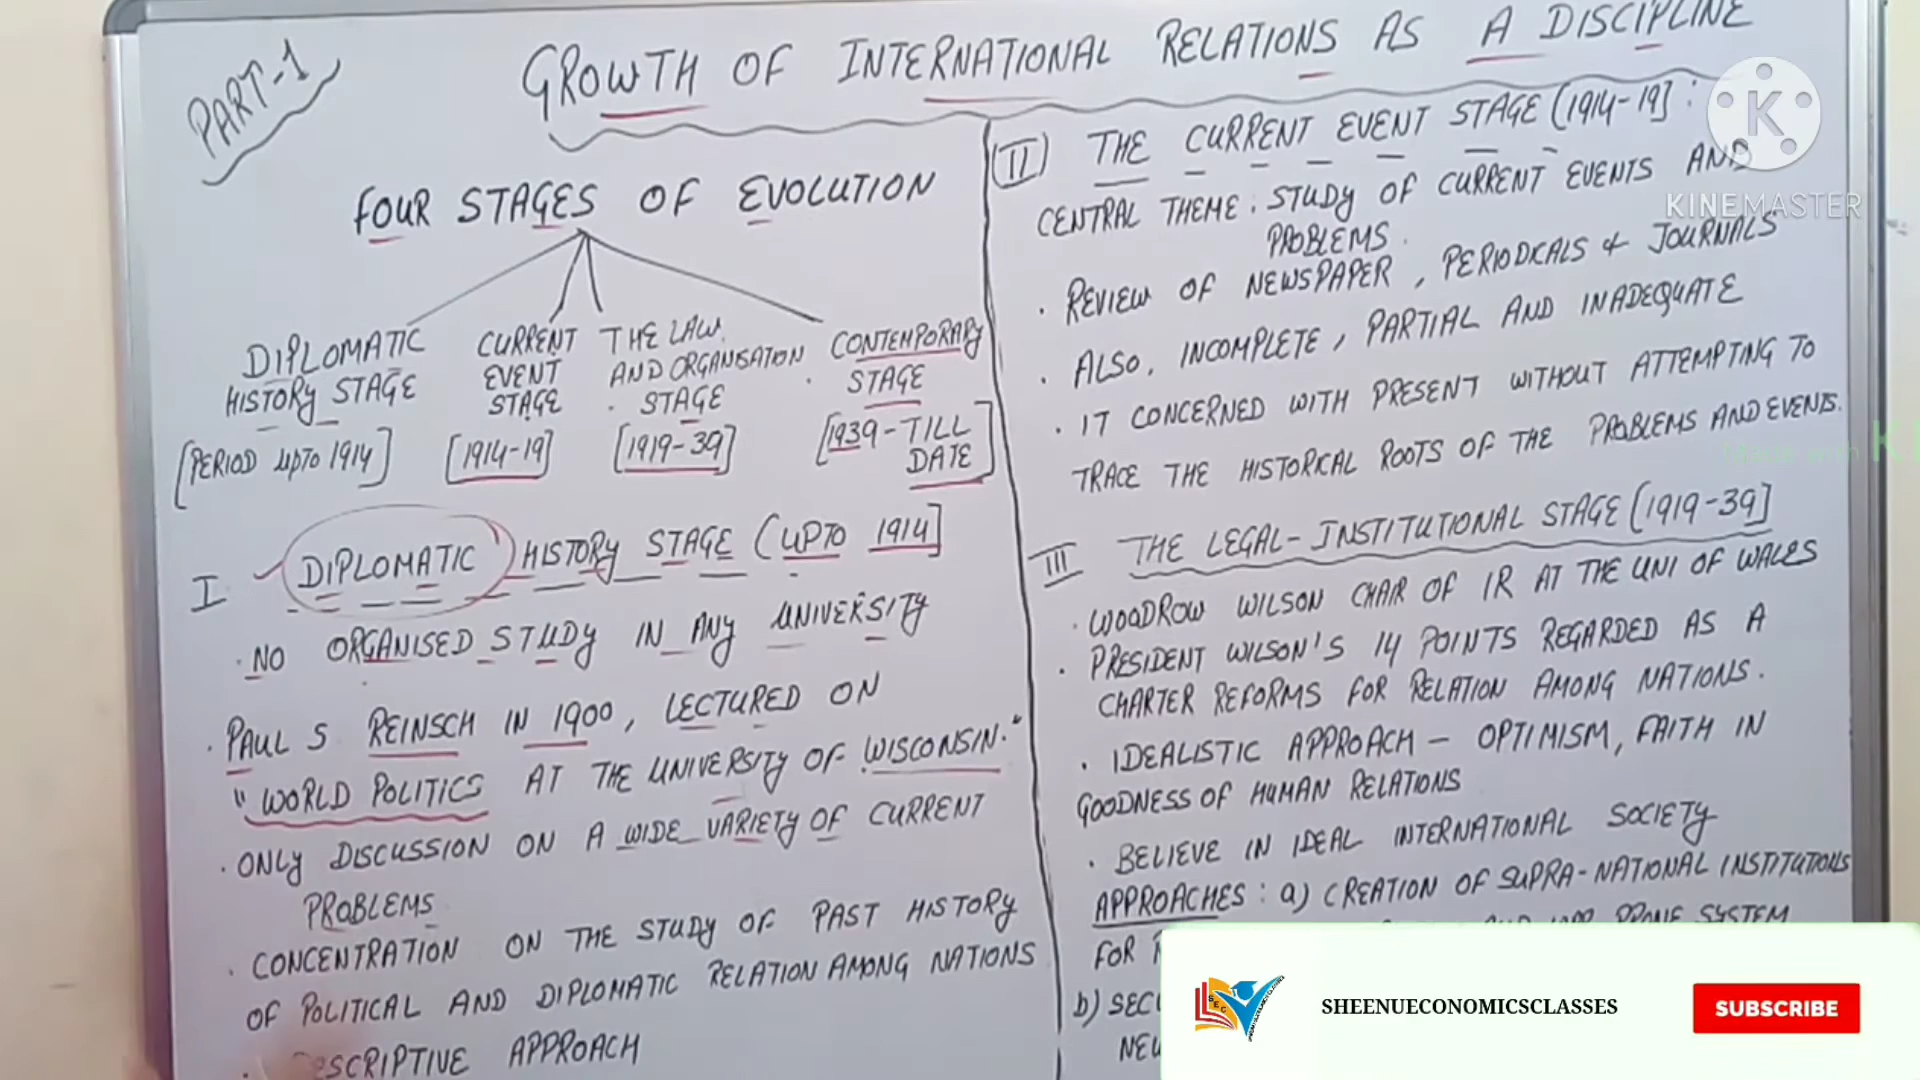 PART-1
GROWTH OF INTERNATIONAL RELATIONS AS A DISCIPLINE
FOUR STAGES OF EVOLUTION
DIPLOMATIC HISTORY STAGE
[PERIOD UPTO 1914]
CURRENT EVENT STAGE
[1914-19]
THE LAW AND ORGANISATION STAGE
[1919-39]
CONTEMPORARY STAGE
[1939-TILL DATE]
I DIPLOMATIC HISTORY STAGE (UPTO 1914]
· NO ORGANISED STUDY IN ANY UNIVERSITY
· PAUL S REINSCH IN 1900, LECTURED ON
"WORLD POLITICS AT THE UNIVERSITY OF WISCONSIN."
· ONLY DISCUSSION ON A WIDE VARIETY OF CURRENT
PROBLEMS
· CONCENTRATION ON THE STUDY OF PAST HISTORY
OF POLITICAL AND DIPLOMATIC RELATION AMONG NATIONS
· DESCRIPTIVE APPROACH
(II) THE CURRENT EVENT STAGE (1914-19] :
CENTRAL THEME: STUDY OF CURRENT EVENTS AND
PROBLEMS.
· REVIEW OF NEWSPAPER, PERIODICALS & JOURNALS
· ALSO, INCOMPLETE, PARTIAL AND INADEQUATE
· IT CONCERNED WITH PRESENT WITHOUT ATTEMPTING TO
TRACE THE HISTORICAL ROOTS OF THE PROBLEMS AND EVENTS.
III THE LEGAL-INSTITUTIONAL STAGE (1919-39]
· WOODROW WILSON CHAIR OF IR AT THE UNI OF WALES
· PRESIDENT WILSON'S 14 POINTS REGARDED AS A
CHARTER REFORMS FOR RELATION AMONG NATIONS.
· IDEALISTIC APPROACH - OPTIMISM, FAITH IN
GOODNESS OF HUMAN RELATIONS
· BELIEVE IN IDEAL INTERNATIONAL SOCIETY
APPROACHES: a) CREATION OF SUPRA-NATIONAL INSTITUTIONS
FOR AND WAR PRONE SYSTEM
b)
K
KINEMASTER
Made with
SHEENUECONOMICSCLASSES
SUBSCRIBE